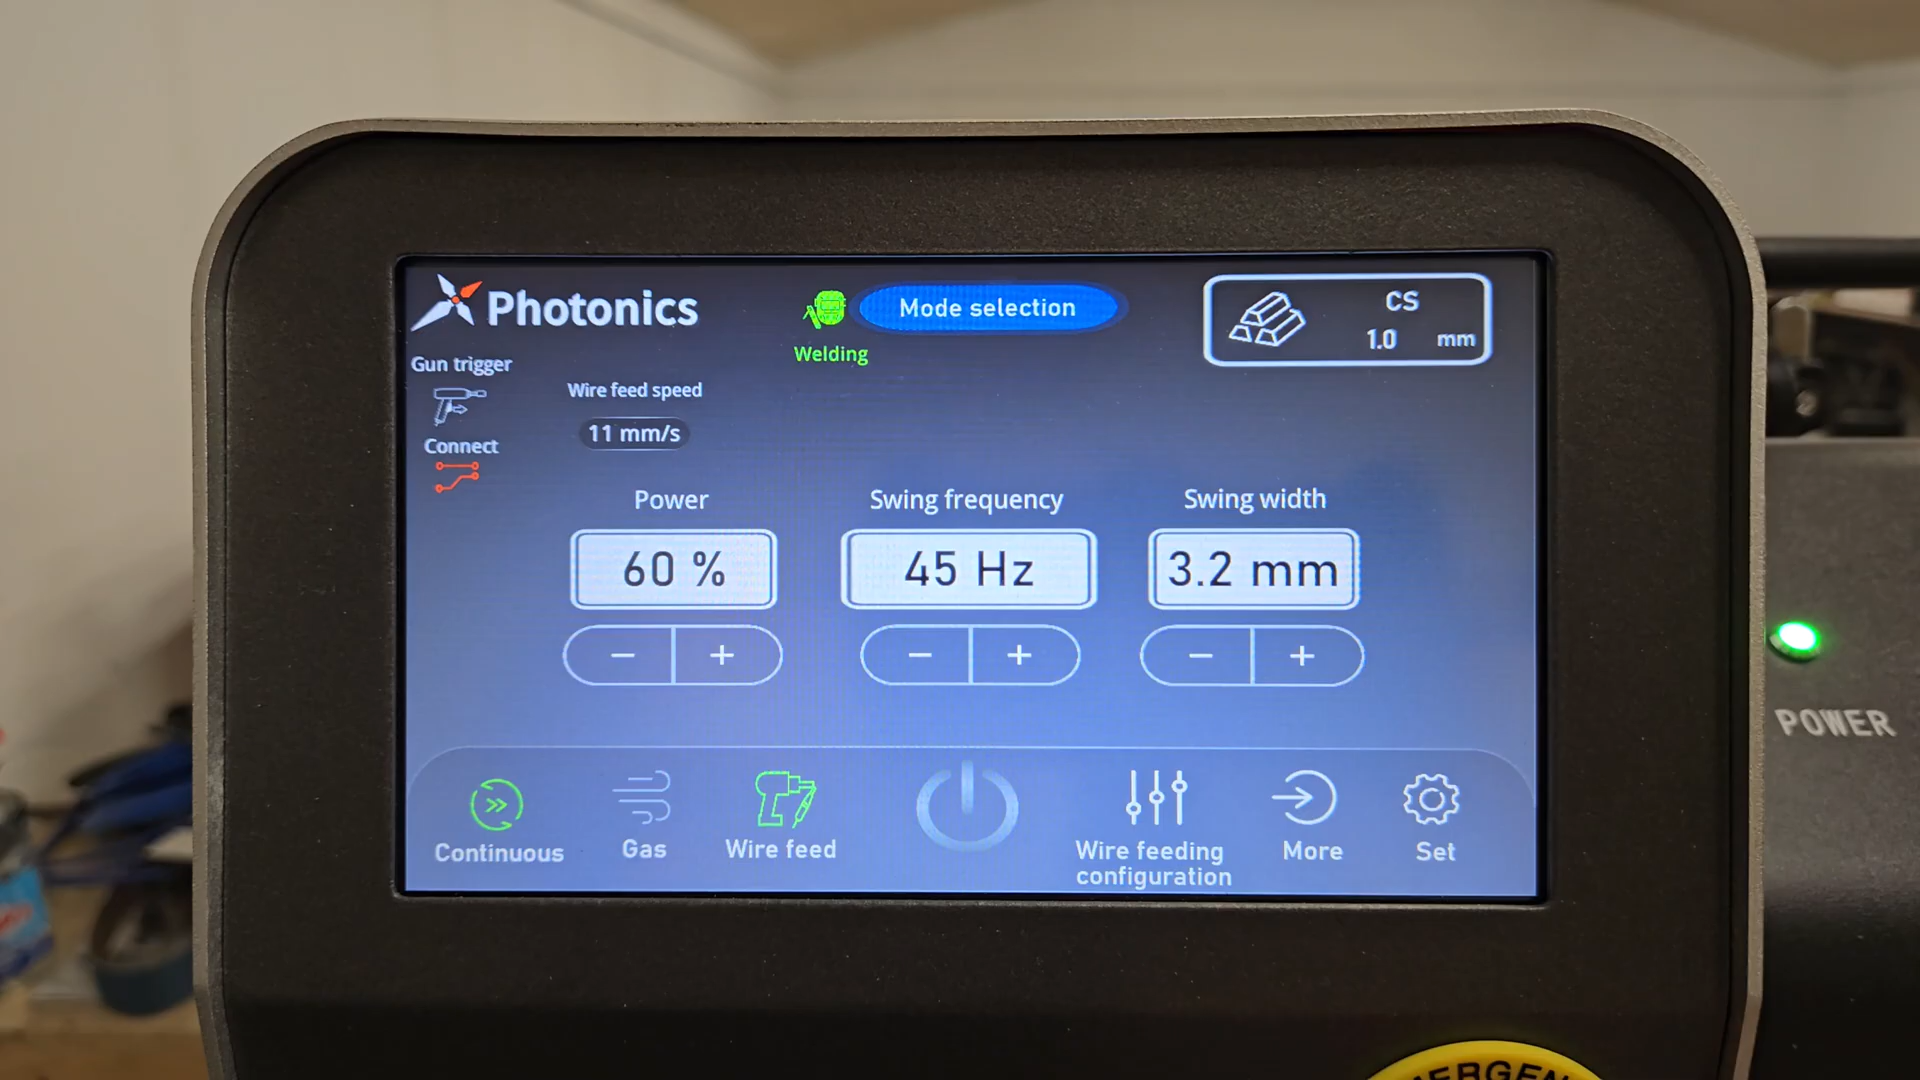 Photonics
Welding
Mode selection
CS
1.0 mm
Gun trigger
Connect
Wire feed speed
11 mm/s
Power
Swing frequency
Swing width
60 %
45 Hz
3.2 mm
− +
− +
− +
Continuous
Gas
Wire feed
Wire feeding
configuration
More
Set
POWER